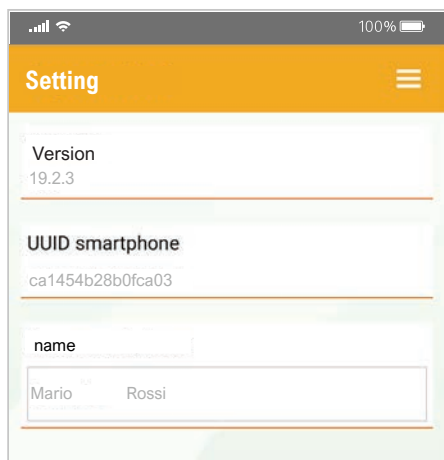 100%
Setting
Version
19.2.3
UUID smartphone
ca1454b28b0fca03
name
Mario Rossi